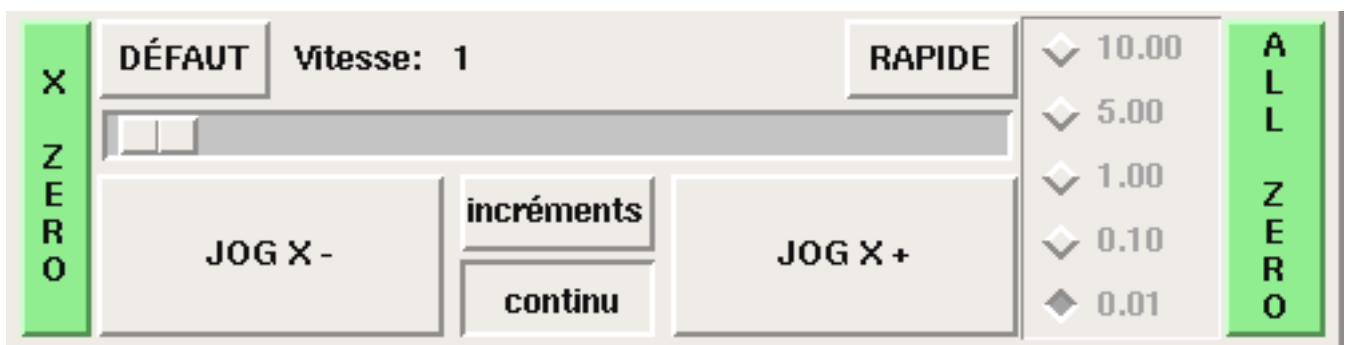 X ZERO
DÉFAUT
Vitesse: 1
RAPIDE
JOG X -
incréments
continu
JOG X +
10.00
5.00
1.00
0.10
0.01
ALL ZERO